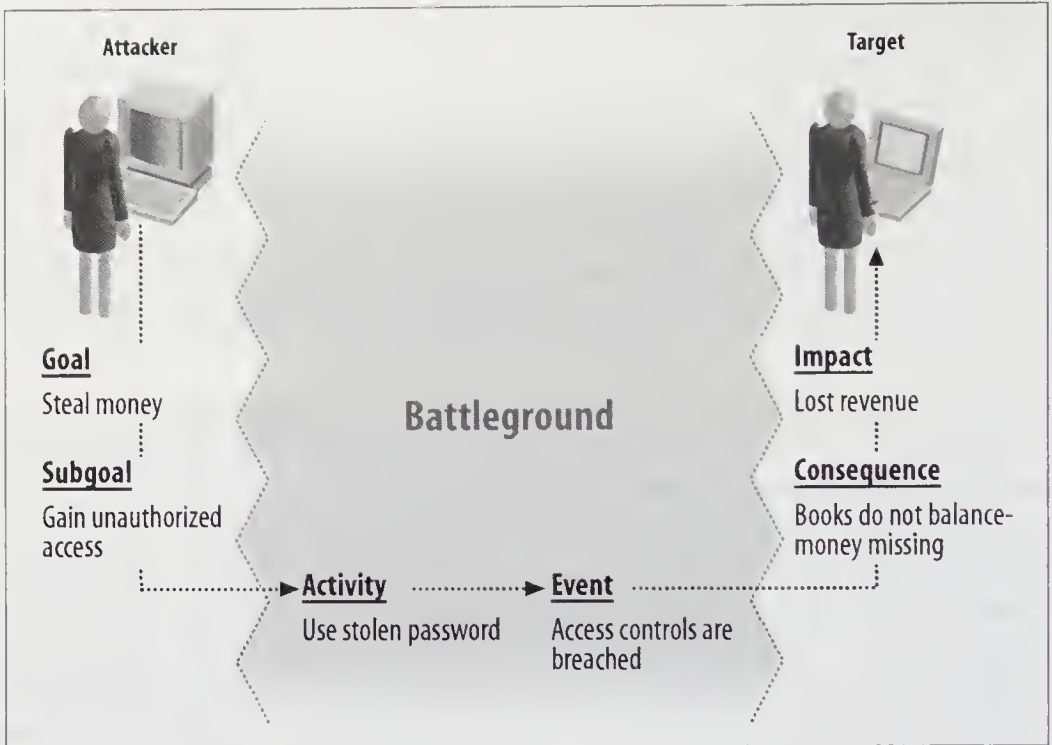 Attacker
Target
Goal
Steal money
Subgoal
Gain unauthorized
access
Battleground
Impact
Lost revenue
Consequence
Books do not balance-
money missing
Activity
Use stolen password
Event
Access controls are
breached